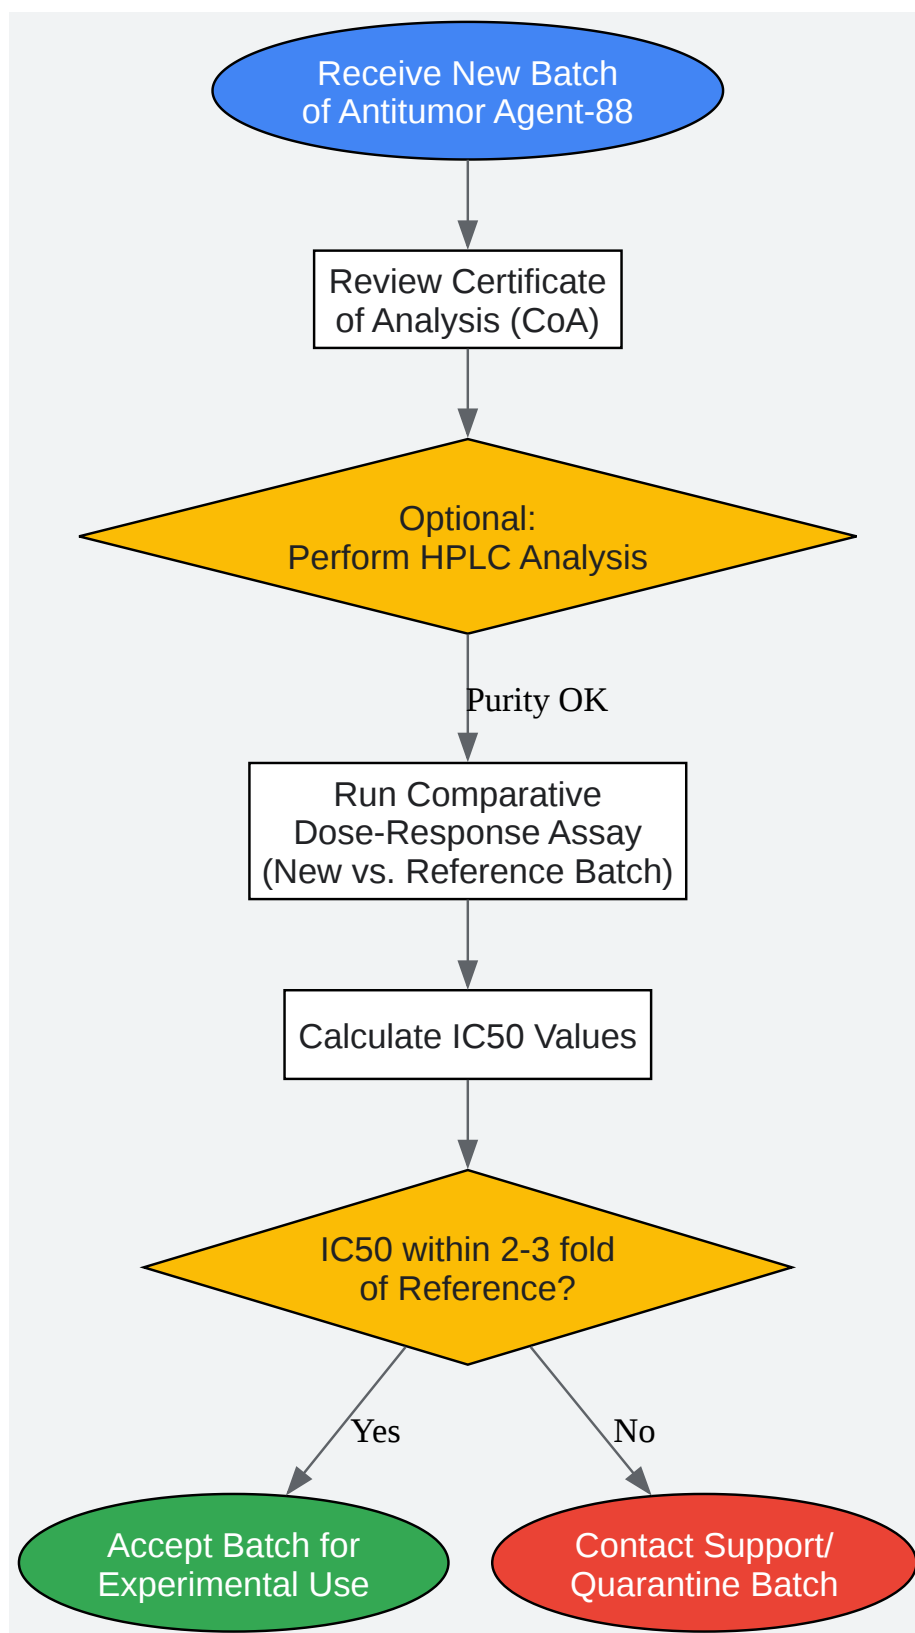 Receive New Batch
of Antitumor Agent-88
Review Certificate
of Analysis (CoA)
Optional:
Perform HPLC Analysis
Purity OK
Run Comparative
Dose-Response Assay
(New vs. Reference Batch)
Calculate IC50 Values
IC50 within 2-3 fold
of Reference?
Yes
No
Accept Batch for
Experimental Use
Contact Support/
Quarantine Batch